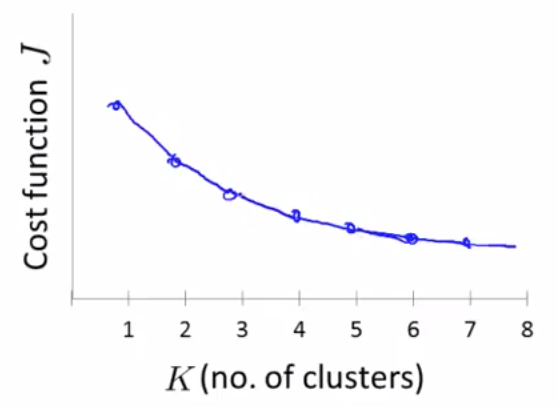 Cost function J
1 2 3 4 5 6 7 8
K (no. of clusters)